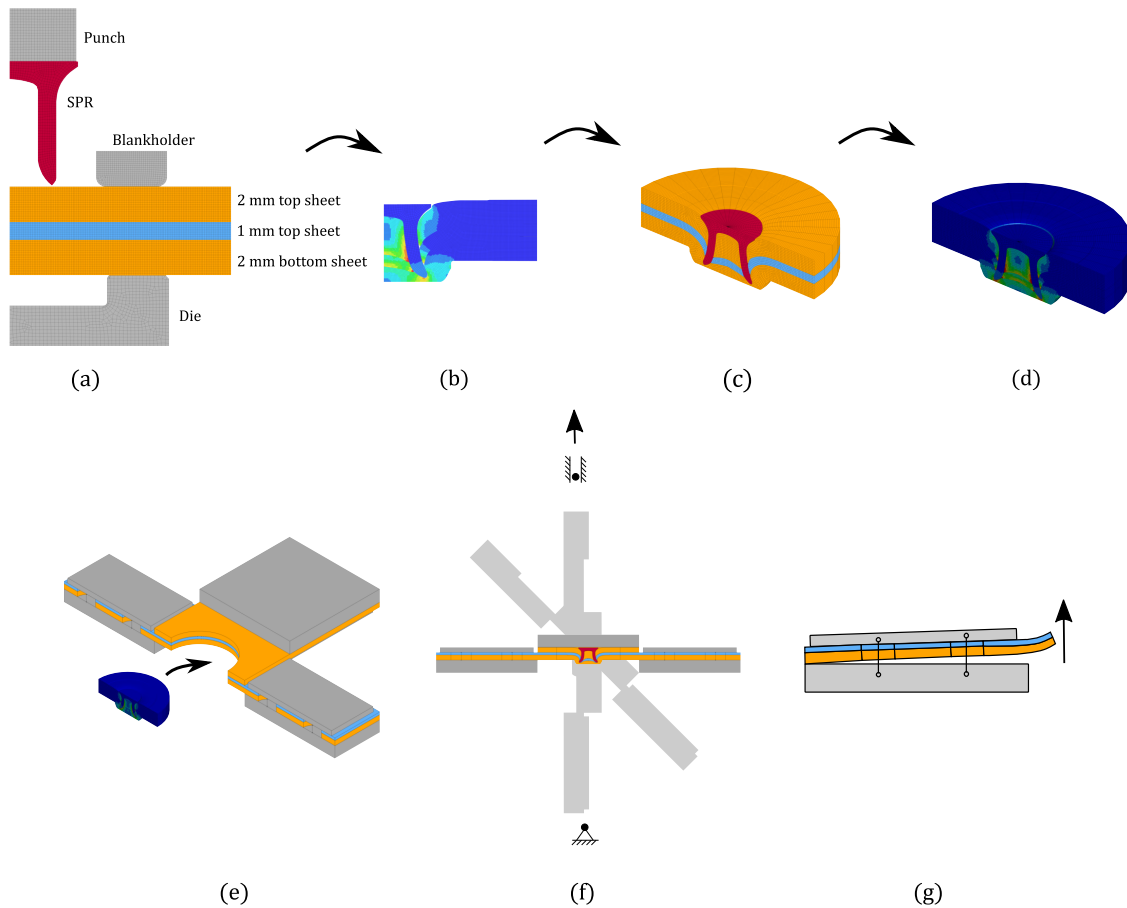 Punch
SPR
Blankholder
2 mm top sheet
1 mm top sheet
2 mm bottom sheet
Die
(a)
(b)
(c)
(d)
(e)
(f)
(g)